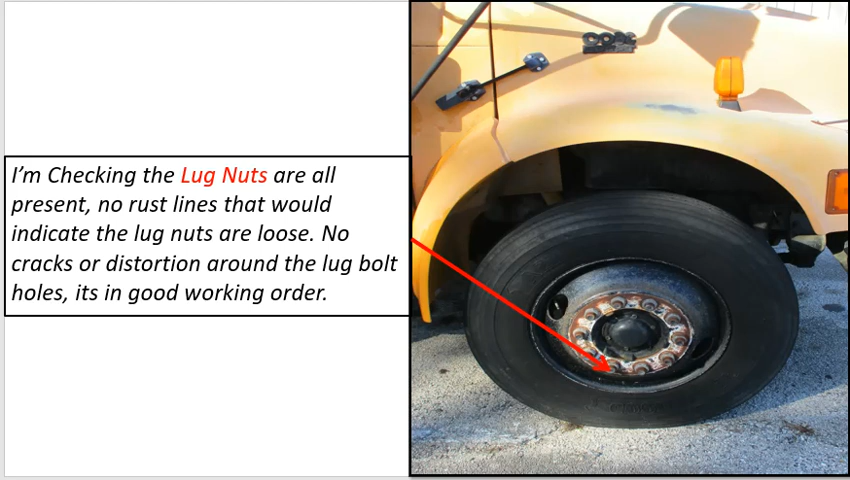 I'm Checking the Lug Nuts are all
present, no rust lines that would
indicate the lug nuts are loose. No
cracks or distortion around the lug bolt
holes, its in good working order.